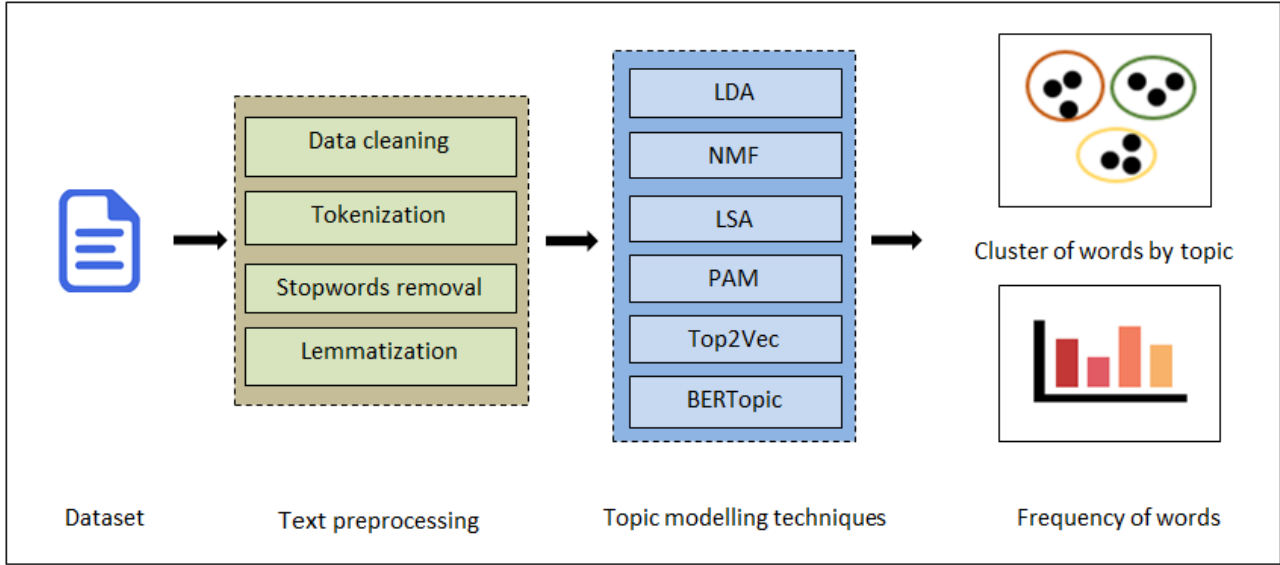 Data cleaning
Tokenization
Stopwords removal
Lemmatization
LDA
NMF
LSA
PAM
Top2Vec
BERTopic
Cluster of words by topic
Dataset
Text preprocessing
Topic modelling techniques
Frequency of words